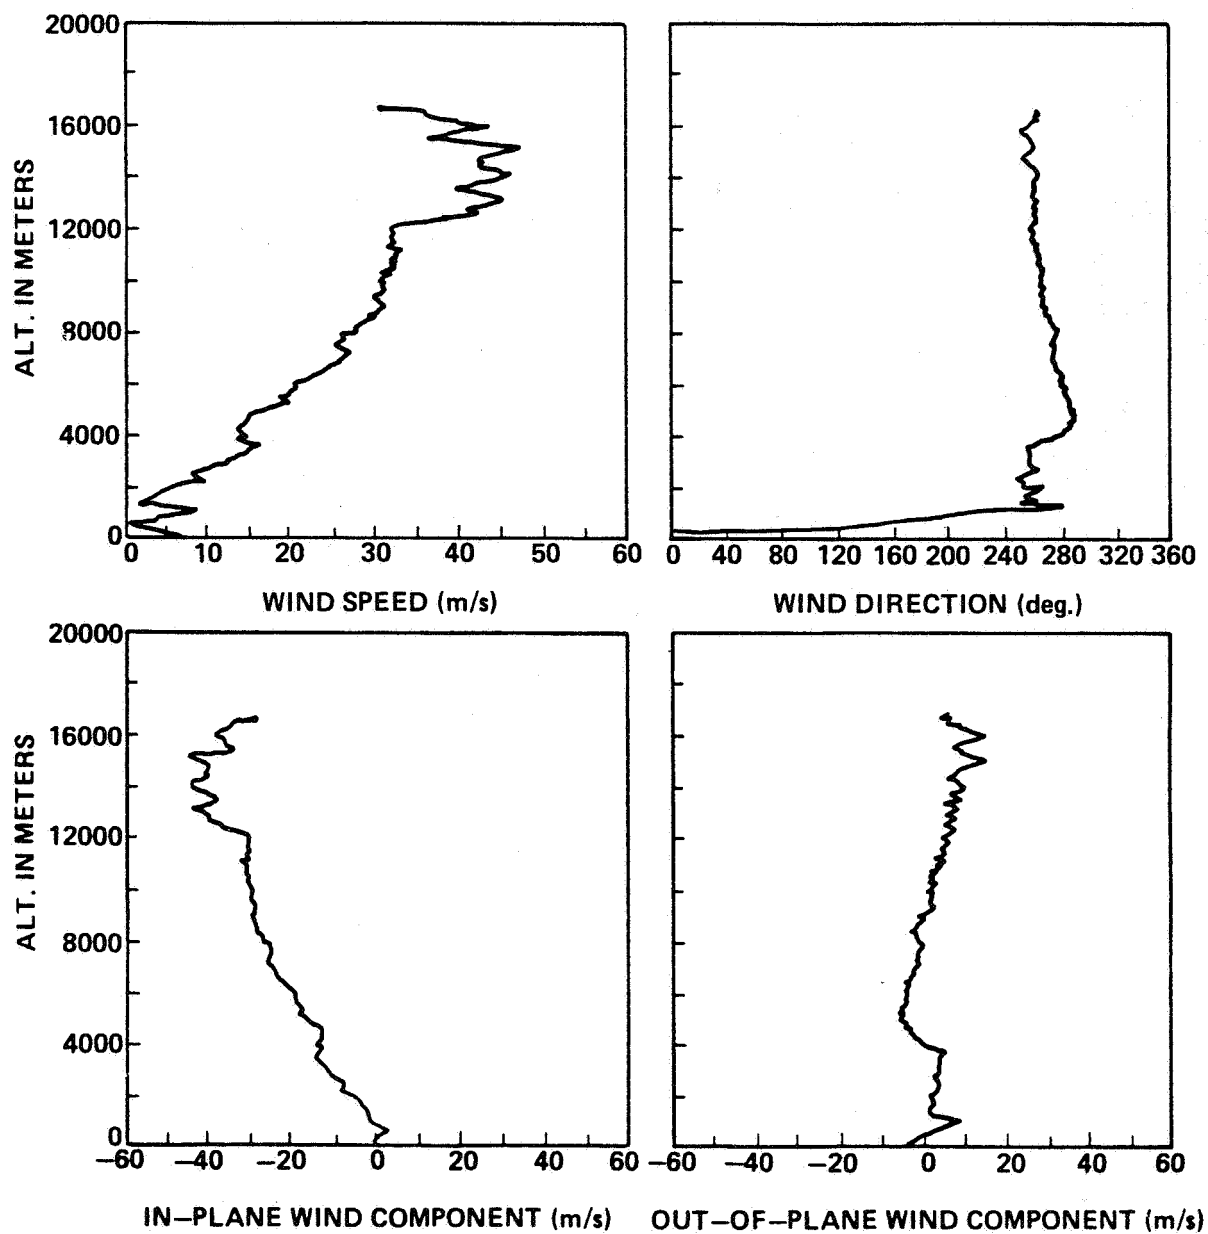 20000
16000
12000
8000
4000
0
ALT. IN METERS
0 10 20 30 40 50 60
WIND SPEED (m/s)
0 40 80 120 160 200 240 280 320 360
WIND DIRECTION (deg.)
20000
16000
12000
8000
4000
0
ALT. IN METERS
−60 −40 −20 0 20 40 60
IN−PLANE WIND COMPONENT (m/s)
−60 −40 −20 0 20 40 60
OUT−OF−PLANE WIND COMPONENT (m/s)